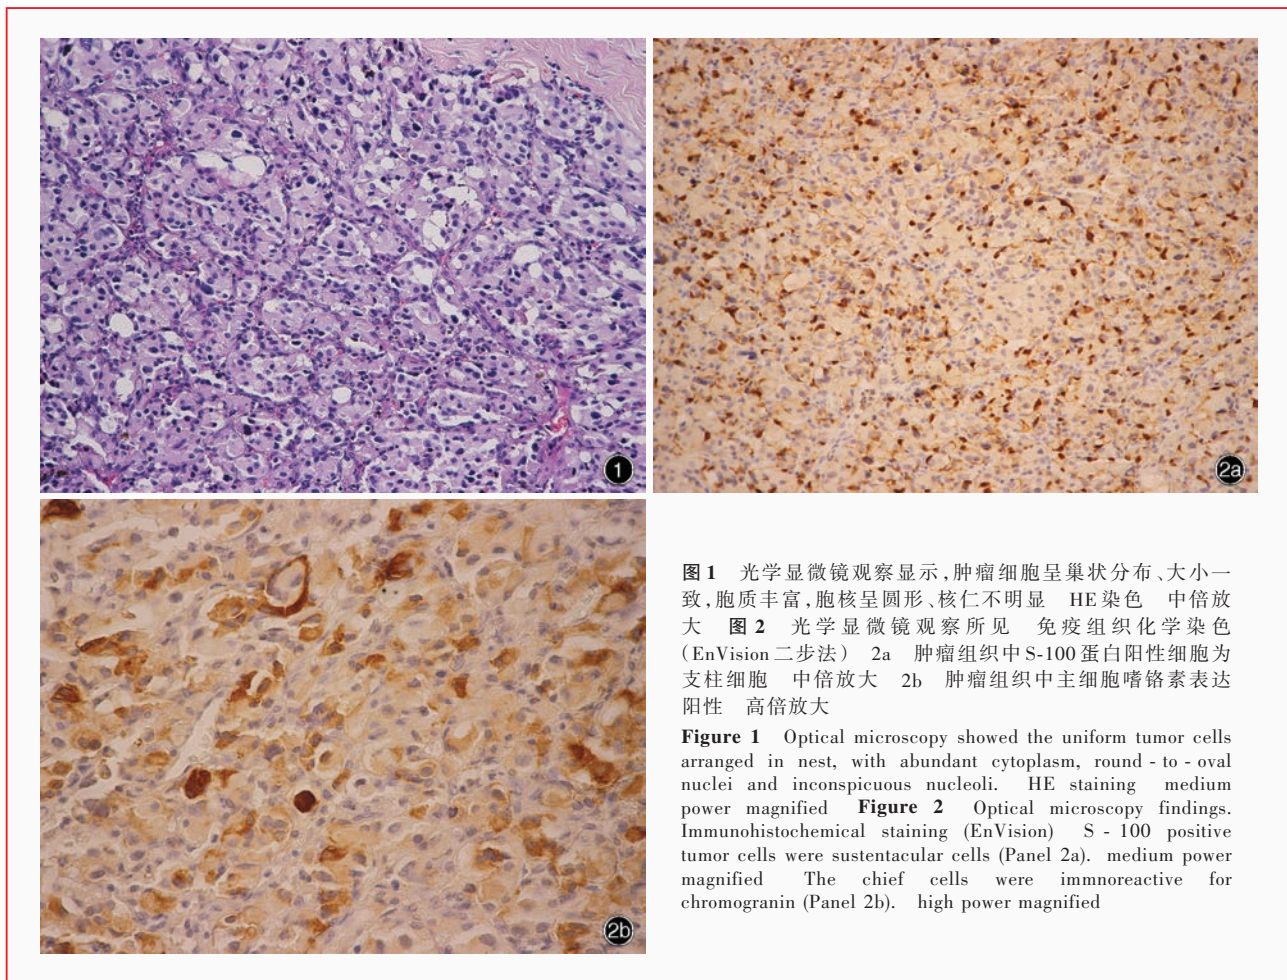 1
2a
2b
图1 光学显微镜观察显示,肿瘤细胞呈巢状分布、大小一
致,胞质丰富,胞核呈圆形、核仁不明显 HE染色 中倍放
大 图2 光学显微镜观察所见 免疫组织化学染色
(EnVision二步法) 2a 肿瘤组织中S-100蛋白阳性细胞为
支柱细胞 中倍放大 2b 肿瘤组织中主细胞嗜铬素表达
阳性 高倍放大
Figure 1 Optical microscopy showed the uniform tumor cells
arranged in nest, with abundant cytoplasm, round - to - oval
nuclei and inconspicuous nucleoli. HE staining medium
power magnified Figure 2 Optical microscopy findings.
Immunohistochemical staining (EnVision) S - 100 positive
tumor cells were sustentacular cells (Panel 2a). medium power
magnified The chief cells were immnoreactive for
chromogranin (Panel 2b). high power magnified